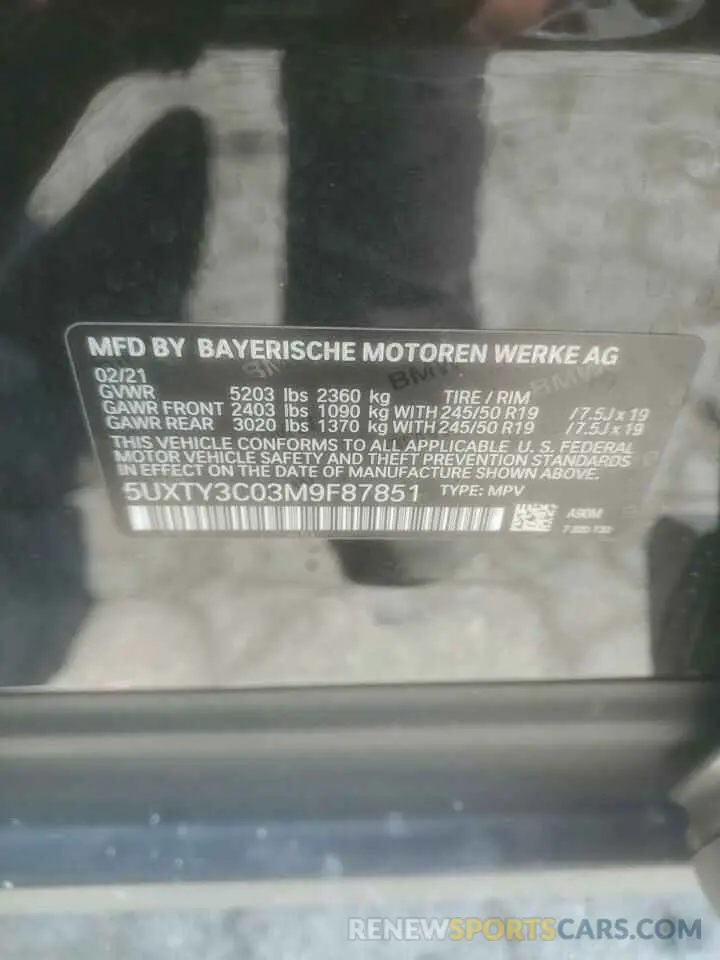 MFD BY BAYERISCHE MOTOREN WERKE AG
02/21
GVWR 5203 lbs 2360 kg TIRE / RIM
GAWR FRONT 2403 lbs 1090 kg WITH 245/50 R19 /7.5J x 19
GAWR REAR 3020 lbs 1370 kg WITH 245/50 R19 /7.5J x 19
THIS VEHICLE CONFORMS TO ALL APPLICABLE U. S. FEDERAL
MOTOR VEHICLE SAFETY AND THEFT PREVENTION STANDARDS
IN EFFECT ON THE DATE OF MANUFACTURE SHOWN ABOVE.
5UXTY3C03M9F87851 TYPE: MPV
A90M
RENEWSPORTSCARS.COM